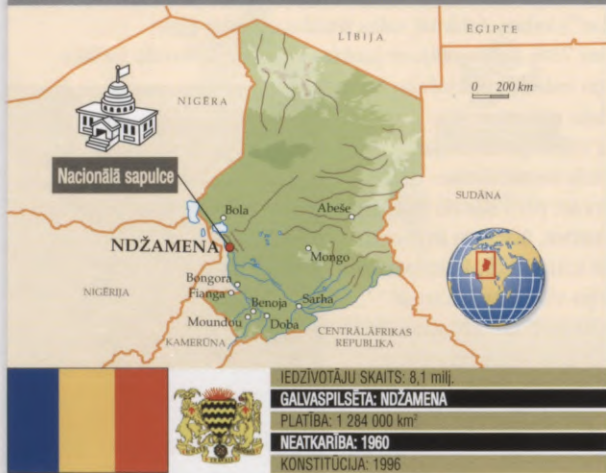 LĪBIJA
ĒĢIPTE
0 200 km
NIGĒRA
Nacionālā sapulce
SUDĀNA
Bola
Abeše
NDŽAMENA
Mongo
Bongora
NIGĒRIJA
Fianga
Benoja
Sarha
Moundou
Doba
CENTRĀLĀFRIKAS
REPUBLIKA
KAMERŪNA
IEDZĪVOTĀJU SKAITS: 8,1 milj.
GALVASPILSĒTA: NDŽAMENA
PLATĪBA: 1 284 000 km²
NEATKARĪBA: 1960
KONSTITŪCIJA: 1996